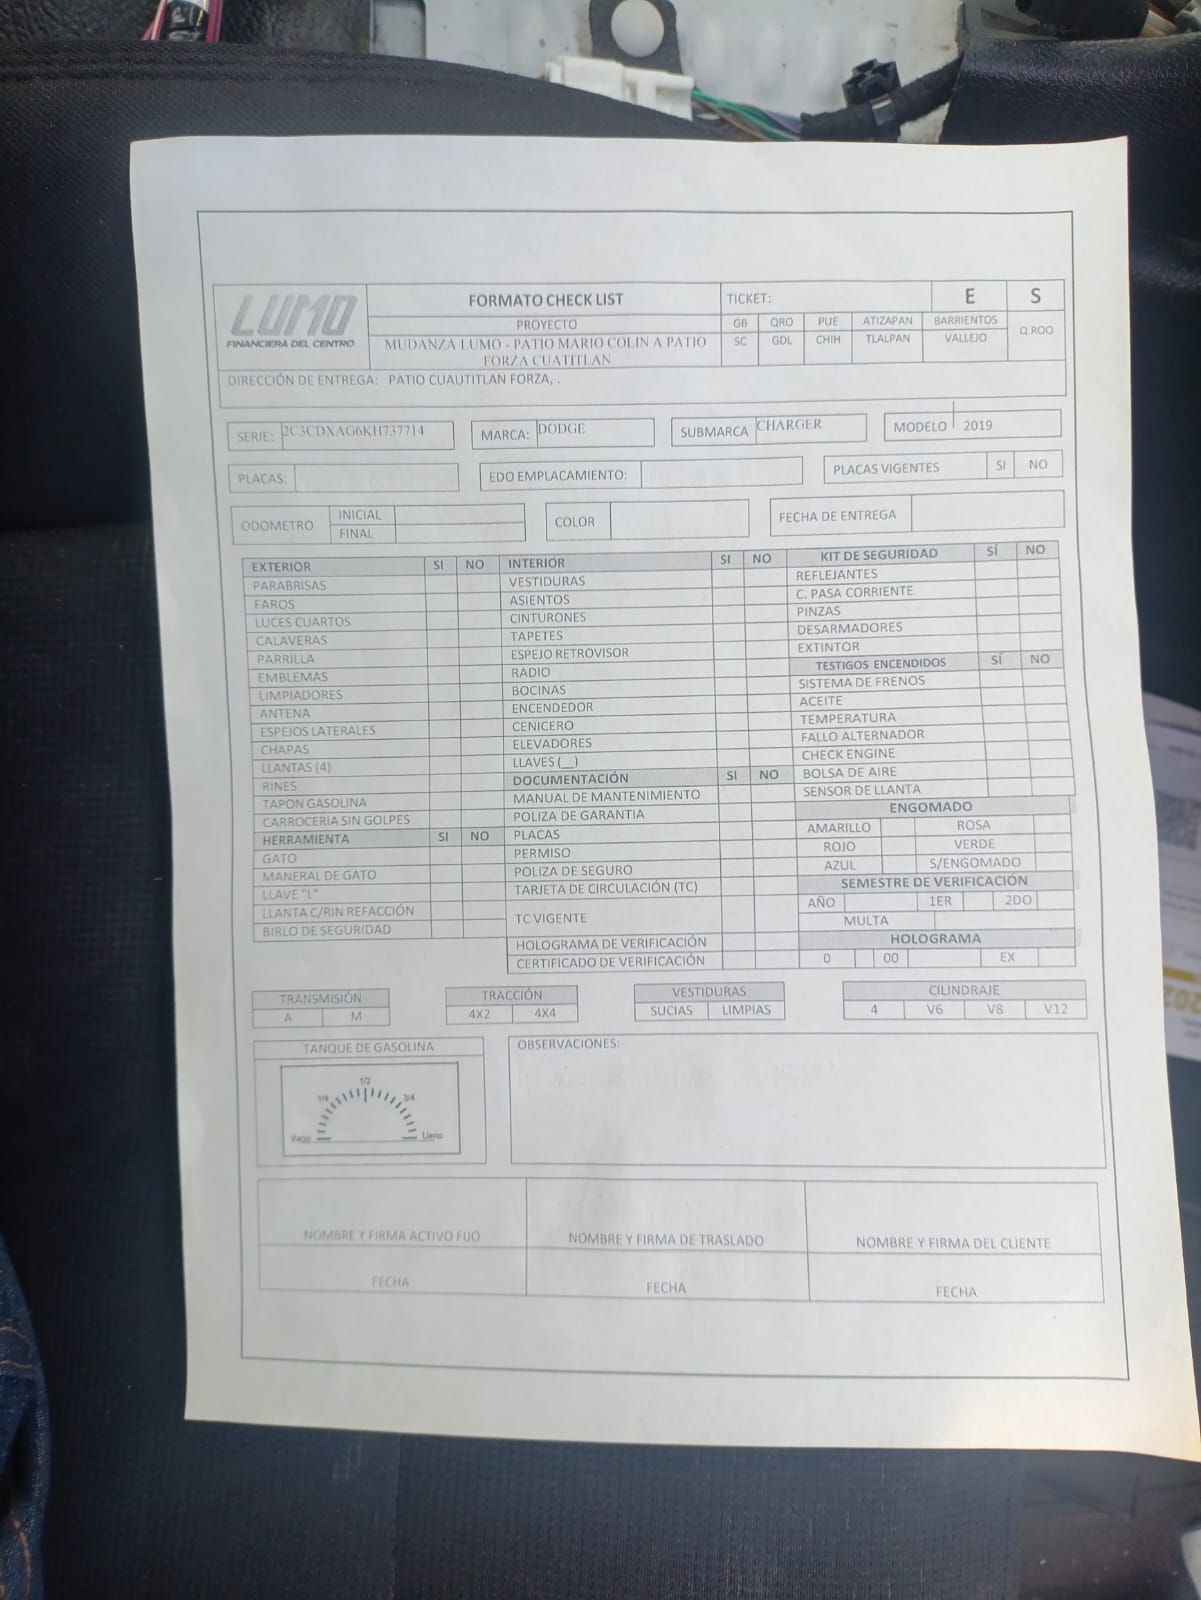 LUMO
FINANCIERA DEL CENTRO
FORMATO CHECK LIST
PROYECTO
MUDANZA LUMO - PATIO MARIO COLIN A PATIO
FORZA CUATITLAN
TICKET: E S
GB QRO PUE ATIZAPAN BARRIENTOS Q.ROO
SC GDL CHIH TLALPAN VALLEJO
DIRECCIÓN DE ENTREGA: PATIO CUAUTITLAN FORZA, .
SERIE: 2C3CDXAG6KH737714 MARCA: DODGE SUBMARCA CHARGER MODELO 2019
PLACAS: EDO EMPLACAMIENTO: PLACAS VIGENTES SI NO
ODOMETRO INICIAL COLOR FECHA DE ENTREGA
FINAL
EXTERIOR SI NO
PARABRISAS
FAROS
LUCES CUARTOS
CALAVERAS
PARRILLA
EMBLEMAS
LIMPIADORES
ANTENA
ESPEJOS LATERALES
CHAPAS
LLANTAS (4)
RINES
TAPON GASOLINA
CARROCERIA SIN GOLPES
HERRAMIENTA SI NO
GATO
MANERAL DE GATO
LLAVE "L"
LLANTA C/RIN REFACCIÓN
BIRLO DE SEGURIDAD
INTERIOR SI NO
VESTIDURAS
ASIENTOS
CINTURONES
TAPETES
ESPEJO RETROVISOR
RADIO
BOCINAS
ENCENDEDOR
CENICERO
ELEVADORES
LLAVES (__)
DOCUMENTACIÓN SI NO
MANUAL DE MANTENIMIENTO
POLIZA DE GARANTIA
PLACAS
PERMISO
POLIZA DE SEGURO
TARJETA DE CIRCULACIÓN (TC)
TC VIGENTE
HOLOGRAMA DE VERIFICACIÓN
CERTIFICADO DE VERIFICACIÓN
KIT DE SEGURIDAD SÍ NO
REFLEJANTES
C. PASA CORRIENTE
PINZAS
DESARMADORES
EXTINTOR
TESTIGOS ENCENDIDOS SÍ NO
SISTEMA DE FRENOS
ACEITE
TEMPERATURA
FALLO ALTERNADOR
CHECK ENGINE
BOLSA DE AIRE
SENSOR DE LLANTA
ENGOMADO
AMARILLO ROSA
ROJO VERDE
AZUL S/ENGOMADO
SEMESTRE DE VERIFICACIÓN
AÑO 1ER 2DO
MULTA
HOLOGRAMA
0 00 EX
TRANSMISIÓN
A M
TRACCIÓN
4X2 4X4
VESTIDURAS
SUCIAS LIMPIAS
CILINDRAJE
4 V6 V8 V12
TANQUE DE GASOLINA
1/2
1/4 3/4
Vacio Lleno
OBSERVACIONES:
NOMBRE Y FIRMA ACTIVO FIJO NOMBRE Y FIRMA DE TRASLADO NOMBRE Y FIRMA DEL CLIENTE
FECHA FECHA FECHA